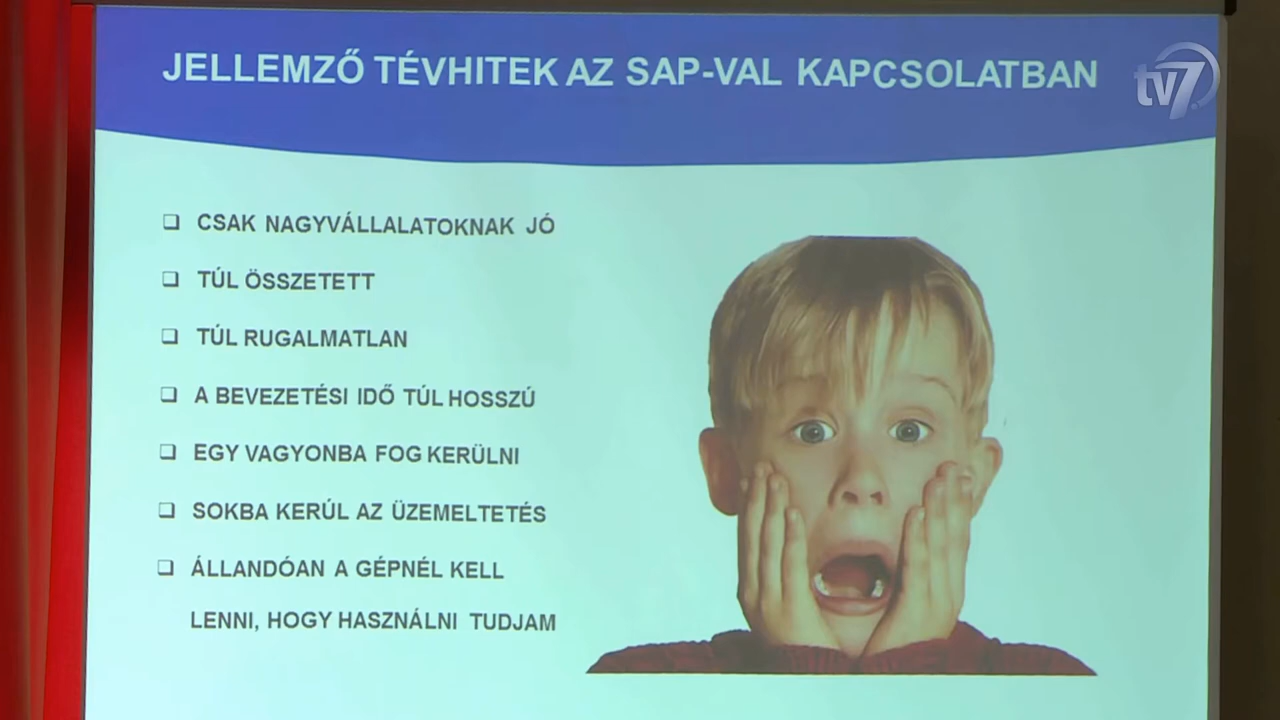 JELLEMZŐ TÉVHITEK AZ SAP-VAL KAPCSOLATBAN
tv7
CSAK NAGYVÁLLALATOKNAK JÓ
TÚL ÖSSZETETT
TÚL RUGALMATLAN
A BEVEZETÉSI IDŐ TÚL HOSSZÚ
EGY VAGYONBA FOG KERÜLNI
SOKBA KERÚL AZ ÜZEMELTETÉS
ÁLLANDÓAN A GÉPNÉL KELL
LENNI, HOGY HASZNÁLNI TUDJAM